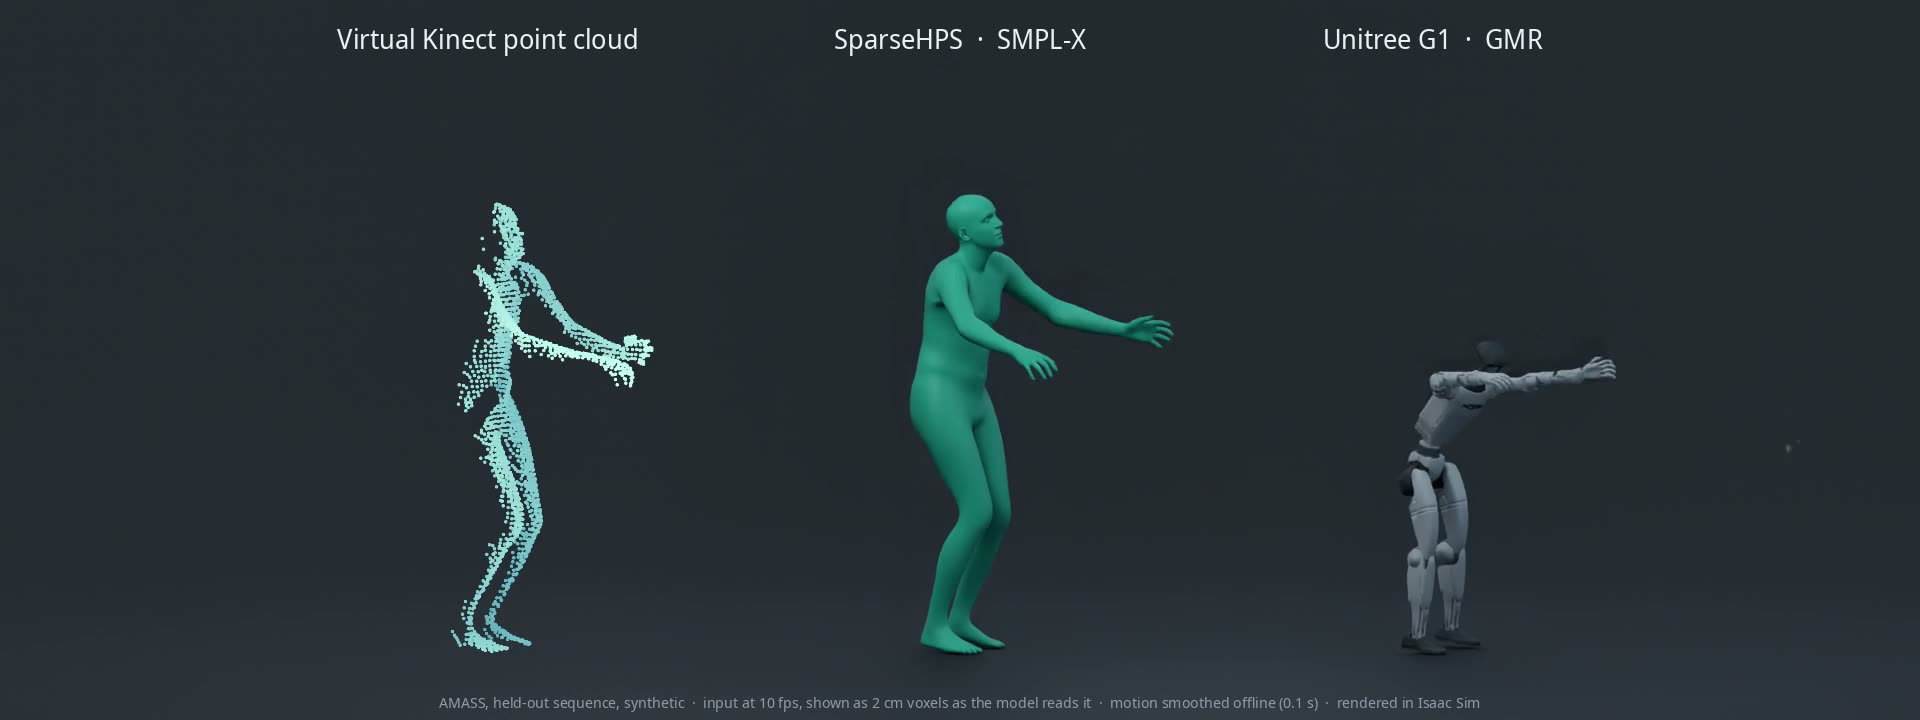 Virtual Kinect point cloud
SparseHPS · SMPL-X
Unitree G1 · GMR
AMASS, held-out sequence, synthetic · input at 10 fps, shown as 2 cm voxels as the model reads it · motion smoothed offline (0.1 s) · rendered in Isaac Sim